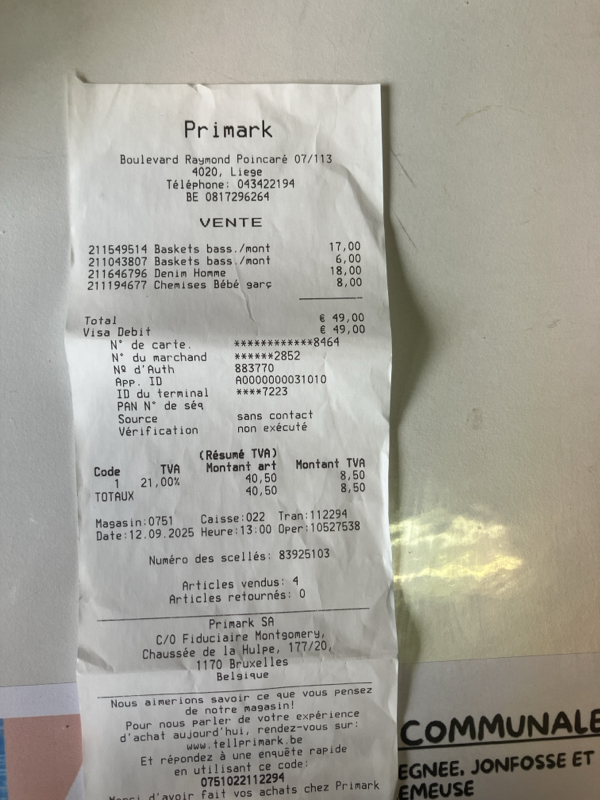 Primark
Boulevard Raymond Poincaré 07/113
4020, Liege
Téléphone: 043422194
BE 0817296264
VENTE
211549514 Baskets bass./mont 17,00
211043807 Baskets bass./mont 6,00
211646796 Denim Homme 18,00
211194677 Chemises Bébé garç 8,00
Total € 49,00
Visa Debit € 49,00
N° de carte. ************8464
N° du marchand ******2852
Nº d'Auth 883770
App. ID A0000000031010
ID du terminal ****7223
PAN N° de séq
Source sans contact
Vérification non exécuté
(Résumé TVA)
Code TVA Montant art Montant TVA
1 21,00% 40,50 8,50
TOTAUX 40,50 8,50
Magasin:0751 Caisse:022 Tran:112294
Date:12.09.2025 Heure:13:00 Oper:10527538
Numéro des scellés: 83925103
Articles vendus: 4
Articles retournés: 0
Primark SA
C/O Fiduciaire Montgomery,
Chaussée de la Hulpe, 177/20,
1170 Bruxelles
Belgique
Nous aimerions savoir ce que vous pensez
de notre magasin!
Pour nous parler de votre expérience
d'achat aujourd'hui, rendez-vous sur:
www.tellprimark.be
Et répondez à une enquête rapide
en utilisant ce code:
0751022112294
Merci d'avoir fait vos achats chez Primark
COMMUNALE
EGNEE, JONFOSSE ET
EMEUSE